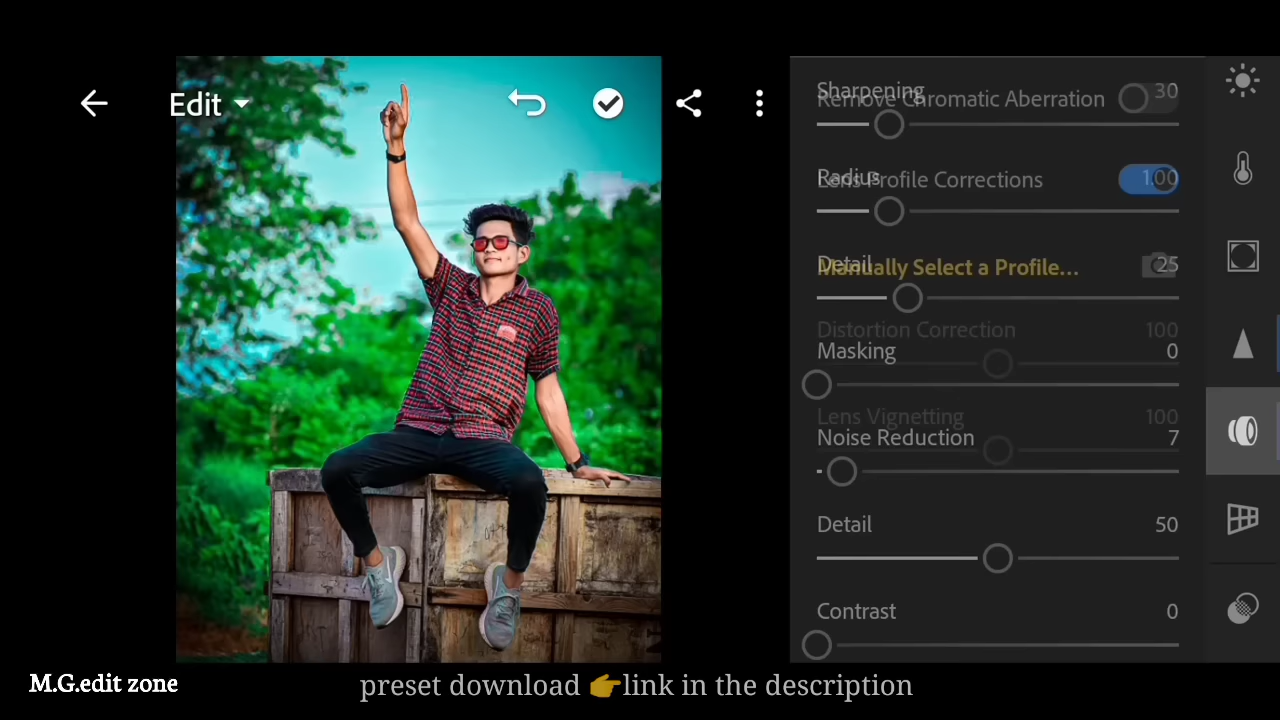 Edit
Sharpening 30
Remove Chromatic Aberration
Radius 1.00
Lens Profile Corrections
Detail 25
Manually Select a Profile...
Distortion Correction 100
Masking 0
Lens Vignetting 100
Noise Reduction 7
Detail 50
Contrast 0
M.G.edit zone
preset download 👉link in the description